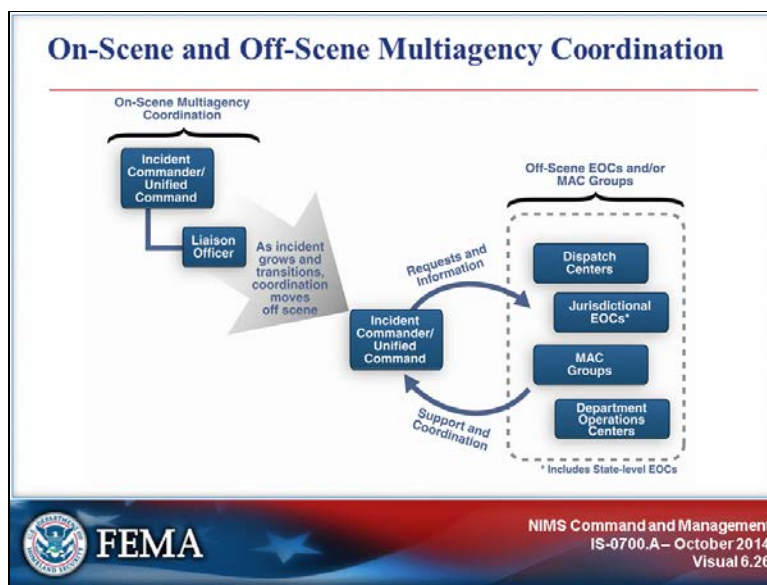 On-Scene and Off-Scene Multiagency Coordination
On-Scene Multiagency
Coordination
Incident
Commander/
Unified
Command
Liaison
Officer
As incident
grows and
transitions,
coordination
moves
off scene
Incident
Commander/
Unified
Command
Requests and
Information
Support and
Coordination
Off-Scene EOCs and/or
MAC Groups
Dispatch
Centers
Jurisdictional
EOCs*
MAC
Groups
Department
Operations
Centers
* Includes State-level EOCs
FEMA
NIMS Command and Management
IS-0700.A– October 2014
Visual 6.26